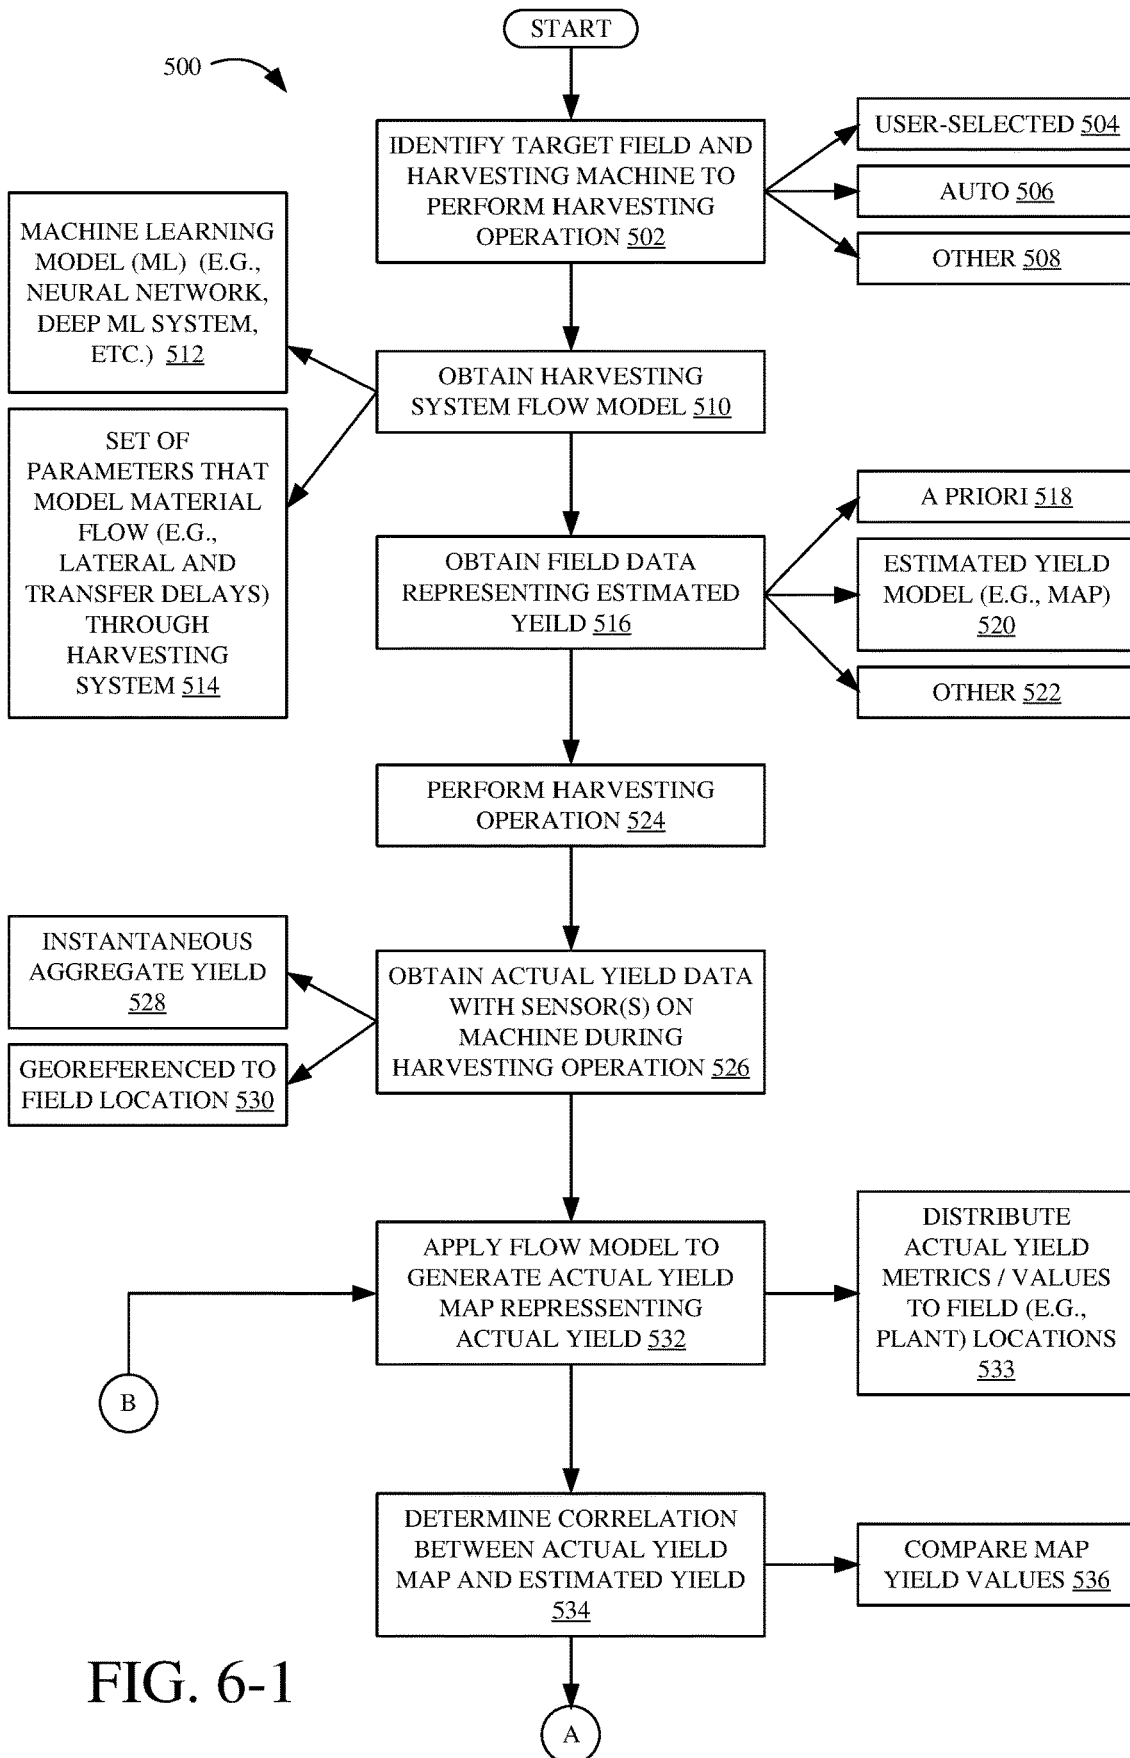 START
500
IDENTIFY TARGET FIELD AND
HARVESTING MACHINE TO
PERFORM HARVESTING
OPERATION 502
USER-SELECTED 504
AUTO 506
OTHER 508
MACHINE LEARNING
MODEL (ML) (E.G.,
NEURAL NETWORK,
DEEP ML SYSTEM,
ETC.) 512
OBTAIN HARVESTING
SYSTEM FLOW MODEL 510
SET OF
PARAMETERS THAT
MODEL MATERIAL
FLOW (E.G.,
LATERAL AND
TRANSFER DELAYS)
THROUGH
HARVESTING
SYSTEM 514
OBTAIN FIELD DATA
REPRESENTING ESTIMATED
YEILD 516
A PRIORI 518
ESTIMATED YIELD
MODEL (E.G., MAP)
520
OTHER 522
PERFORM HARVESTING
OPERATION 524
INSTANTANEOUS
AGGREGATE YIELD
528
GEOREFERENCED TO
FIELD LOCATION 530
OBTAIN ACTUAL YIELD DATA
WITH SENSOR(S) ON
MACHINE DURING
HARVESTING OPERATION 526
APPLY FLOW MODEL TO
GENERATE ACTUAL YIELD
MAP REPRESSENTING
ACTUAL YIELD 532
DISTRIBUTE
ACTUAL YIELD
METRICS / VALUES
TO FIELD (E.G.,
PLANT) LOCATIONS
533
B
DETERMINE CORRELATION
BETWEEN ACTUAL YIELD
MAP AND ESTIMATED YIELD
534
COMPARE MAP
YIELD VALUES 536
FIG. 6-1
A